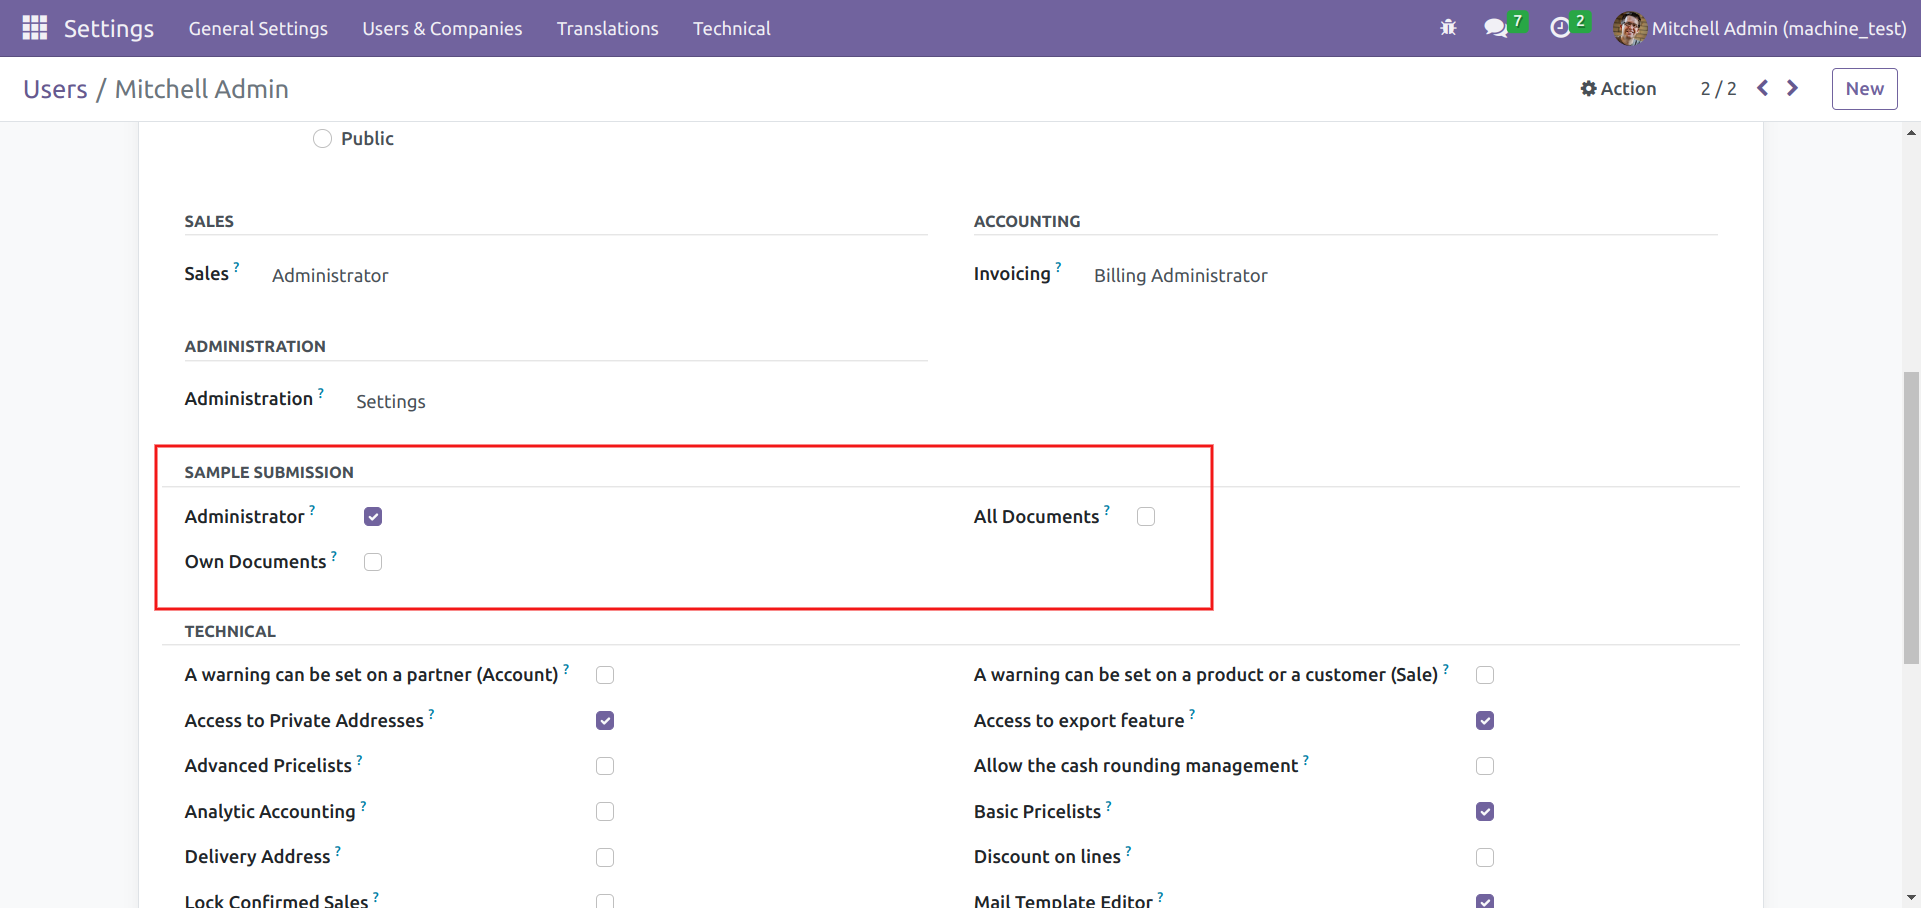 Settings General Settings Users & Companies Translations Technical 7 2 Mitchell Admin (machine_test)
Users / Mitchell Admin Action 2 / 2 New
Public
SALES ACCOUNTING
Sales ? Administrator Invoicing ? Billing Administrator
ADMINISTRATION
Administration ? Settings
SAMPLE SUBMISSION
Administrator ? All Documents ?
Own Documents ?
TECHNICAL
A warning can be set on a partner (Account) ? A warning can be set on a product or a customer (Sale) ?
Access to Private Addresses ? Access to export feature ?
Advanced Pricelists ? Allow the cash rounding management ?
Analytic Accounting ? Basic Pricelists ?
Delivery Address ? Discount on lines ?
Lock Confirmed Sales ? Mail Template Editor ?